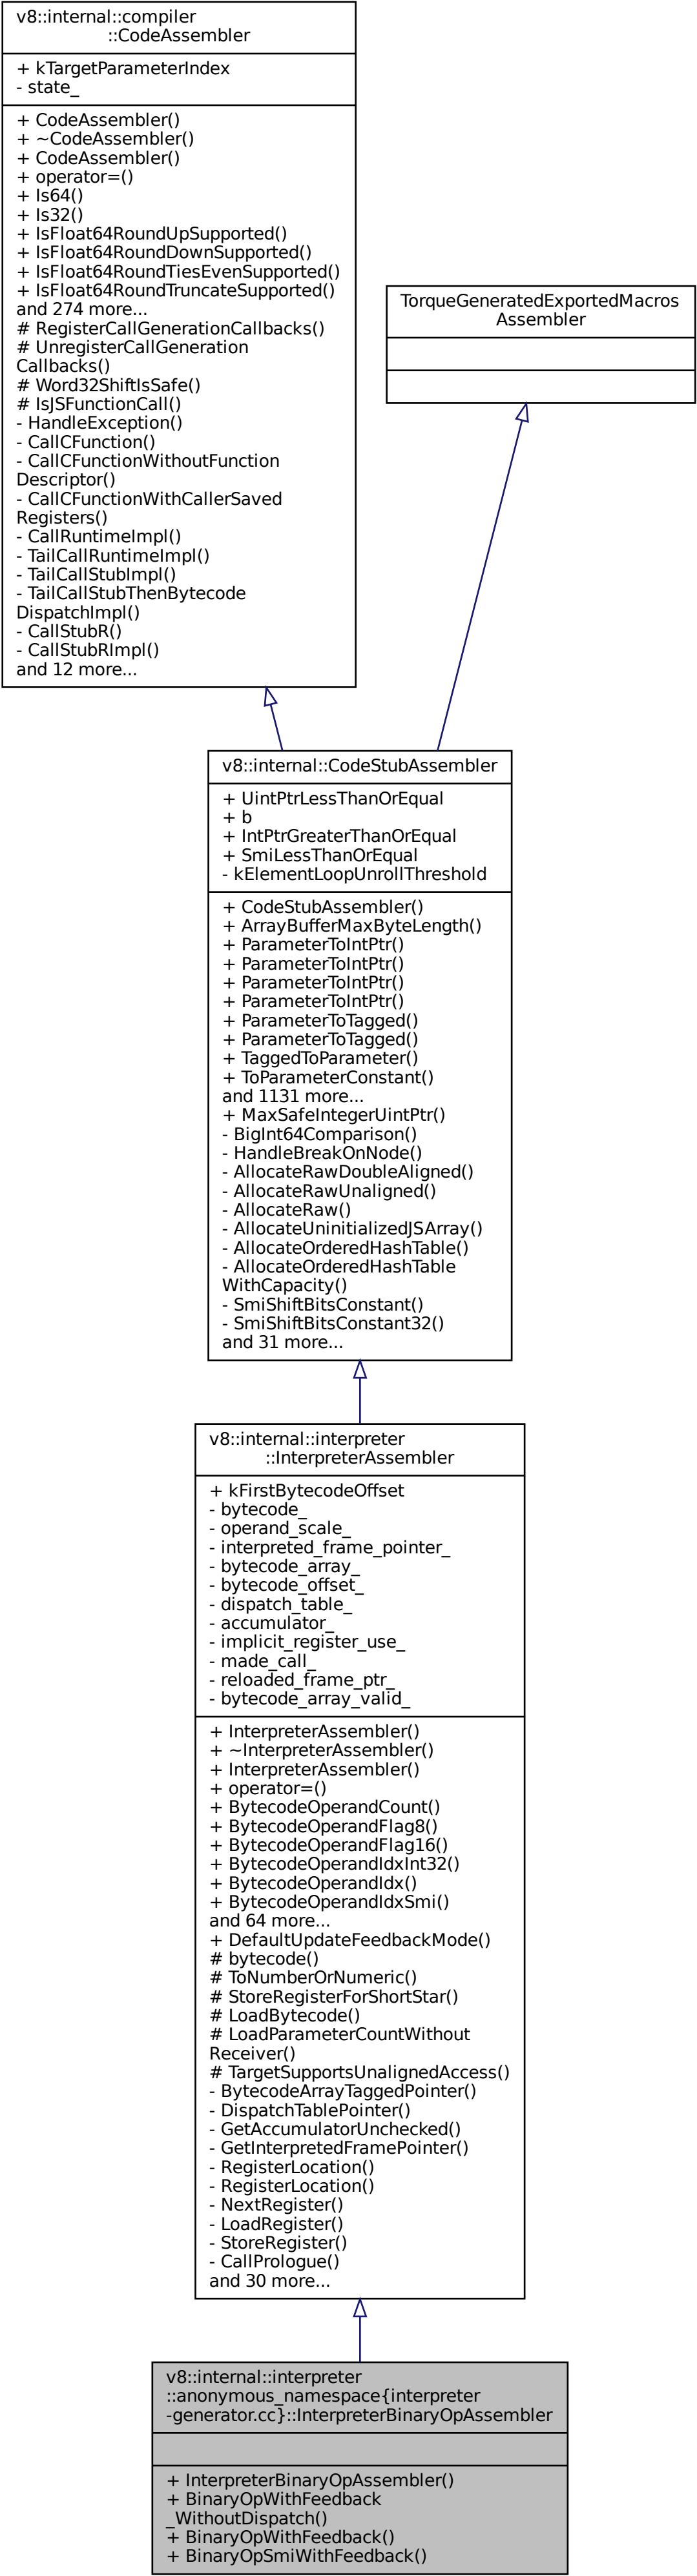 v8::internal::compiler
::CodeAssembler
+ kTargetParameterIndex
- state_
+ CodeAssembler()
+ ~CodeAssembler()
+ CodeAssembler()
+ operator=()
+ Is64()
+ Is32()
+ IsFloat64RoundUpSupported()
+ IsFloat64RoundDownSupported()
+ IsFloat64RoundTiesEvenSupported()
+ IsFloat64RoundTruncateSupported()
and 274 more...
# RegisterCallGenerationCallbacks()
# UnregisterCallGeneration
Callbacks()
# Word32ShiftIsSafe()
# IsJSFunctionCall()
- HandleException()
- CallCFunction()
- CallCFunctionWithoutFunction
Descriptor()
- CallCFunctionWithCallerSaved
Registers()
- CallRuntimeImpl()
- TailCallRuntimeImpl()
- TailCallStubImpl()
- TailCallStubThenBytecode
DispatchImpl()
- CallStubR()
- CallStubRImpl()
and 12 more...
TorqueGeneratedExportedMacros
Assembler
v8::internal::CodeStubAssembler
+ UintPtrLessThanOrEqual
+ b
+ IntPtrGreaterThanOrEqual
+ SmiLessThanOrEqual
- kElementLoopUnrollThreshold
+ CodeStubAssembler()
+ ArrayBufferMaxByteLength()
+ ParameterToIntPtr()
+ ParameterToIntPtr()
+ ParameterToIntPtr()
+ ParameterToIntPtr()
+ ParameterToTagged()
+ ParameterToTagged()
+ TaggedToParameter()
+ ToParameterConstant()
and 1131 more...
+ MaxSafeIntegerUintPtr()
- BigInt64Comparison()
- HandleBreakOnNode()
- AllocateRawDoubleAligned()
- AllocateRawUnaligned()
- AllocateRaw()
- AllocateUninitializedJSArray()
- AllocateOrderedHashTable()
- AllocateOrderedHashTable
WithCapacity()
- SmiShiftBitsConstant()
- SmiShiftBitsConstant32()
and 31 more...
v8::internal::interpreter
::InterpreterAssembler
+ kFirstBytecodeOffset
- bytecode_
- operand_scale_
- interpreted_frame_pointer_
- bytecode_array_
- bytecode_offset_
- dispatch_table_
- accumulator_
- implicit_register_use_
- made_call_
- reloaded_frame_ptr_
- bytecode_array_valid_
+ InterpreterAssembler()
+ ~InterpreterAssembler()
+ InterpreterAssembler()
+ operator=()
+ BytecodeOperandCount()
+ BytecodeOperandFlag8()
+ BytecodeOperandFlag16()
+ BytecodeOperandIdxInt32()
+ BytecodeOperandIdx()
+ BytecodeOperandIdxSmi()
and 64 more...
+ DefaultUpdateFeedbackMode()
# bytecode()
# ToNumberOrNumeric()
# StoreRegisterForShortStar()
# LoadBytecode()
# LoadParameterCountWithout
Receiver()
# TargetSupportsUnalignedAccess()
- BytecodeArrayTaggedPointer()
- DispatchTablePointer()
- GetAccumulatorUnchecked()
- GetInterpretedFramePointer()
- RegisterLocation()
- RegisterLocation()
- NextRegister()
- LoadRegister()
- StoreRegister()
- CallPrologue()
and 30 more...
v8::internal::interpreter
::anonymous_namespace{interpreter
-generator.cc}::InterpreterBinaryOpAssembler
+ InterpreterBinaryOpAssembler()
+ BinaryOpWithFeedback
_WithoutDispatch()
+ BinaryOpWithFeedback()
+ BinaryOpSmiWithFeedback()